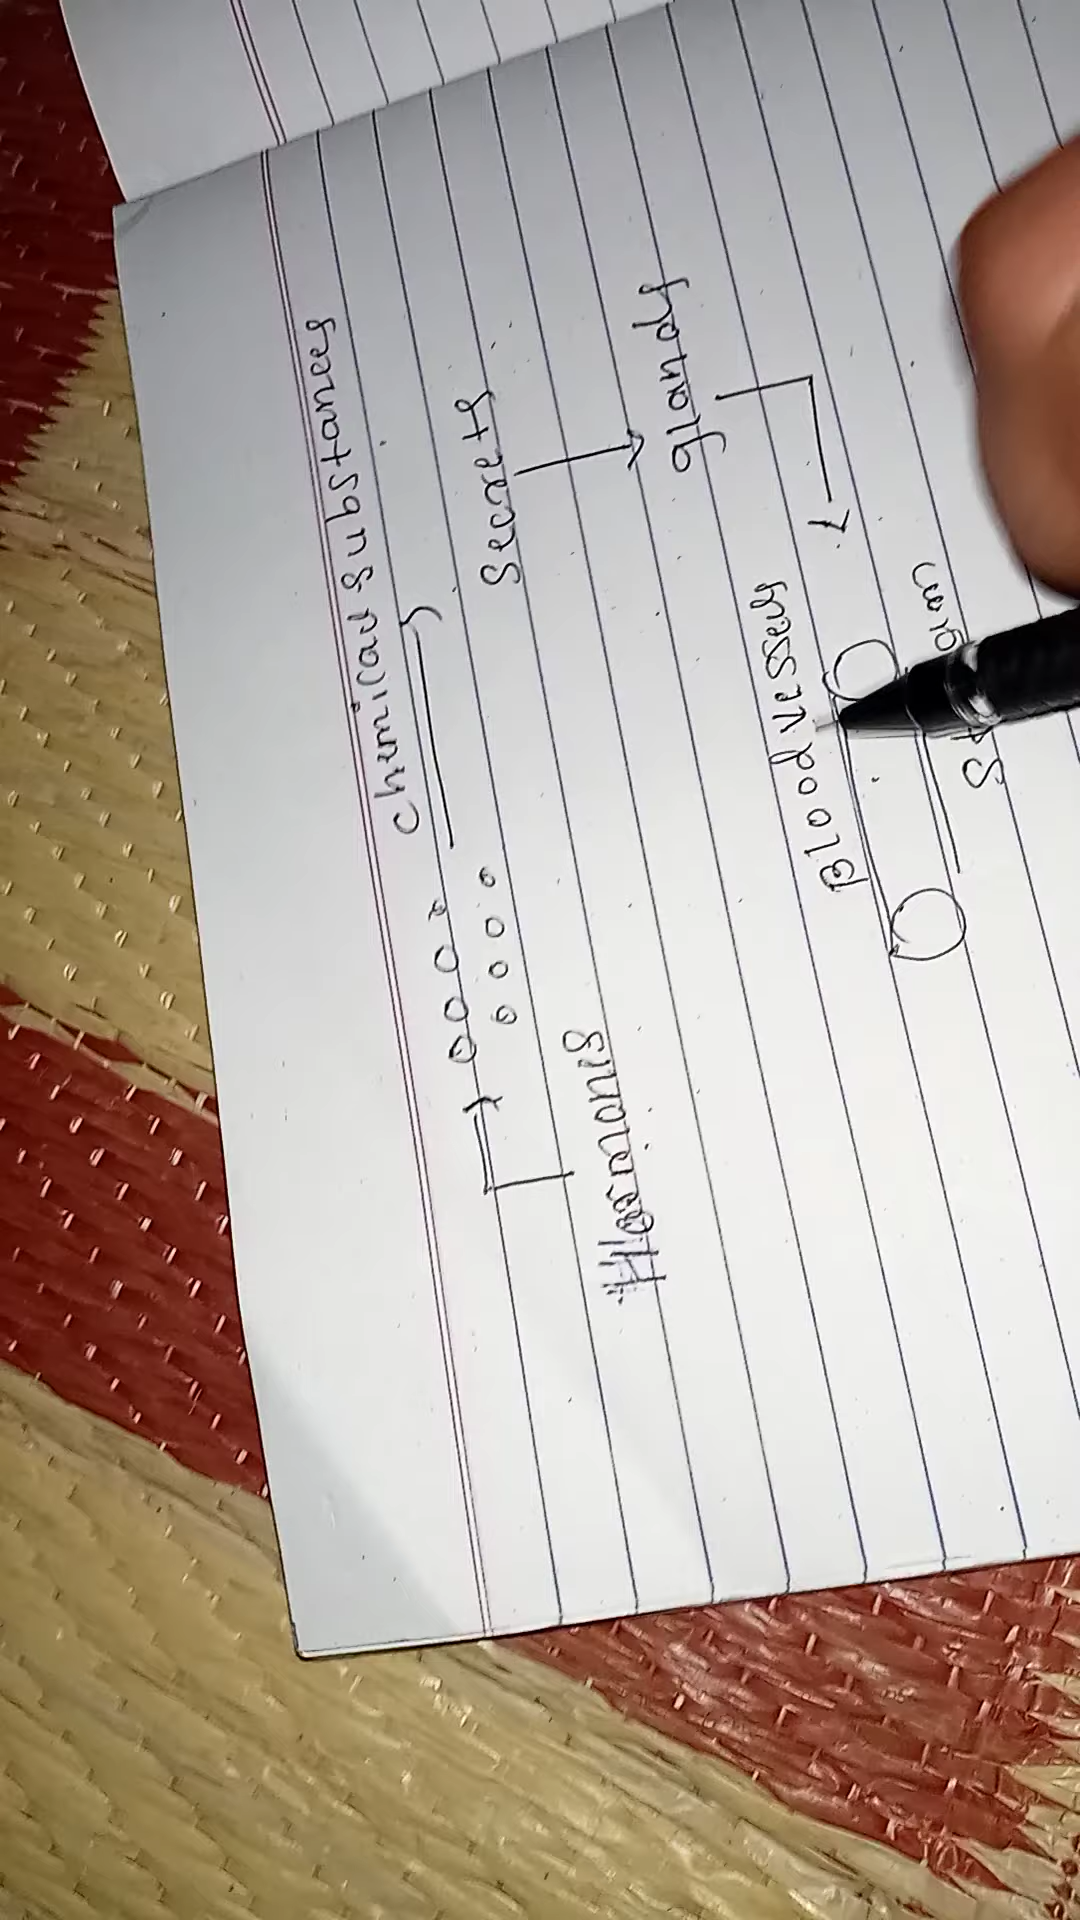 chemical substances
secrets
glands
Hormones
Blood vessels